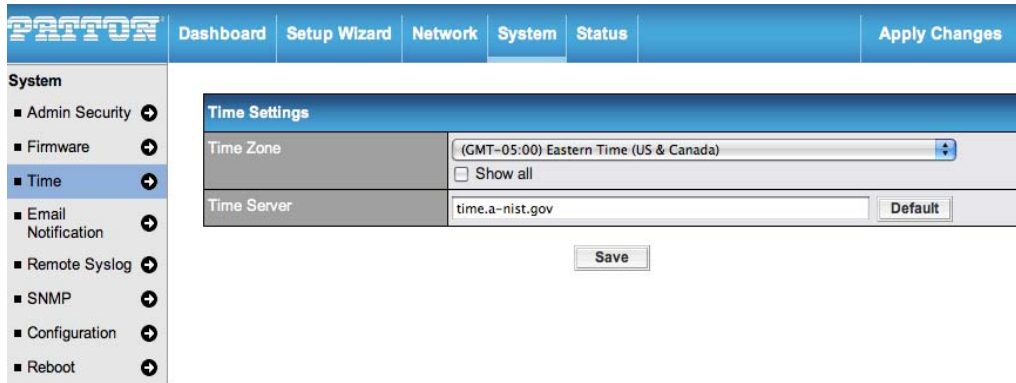 PATTON
Dashboard Setup Wizard Network System Status Apply Changes
System
Admin Security
Firmware
Time
Email
Notification
Remote Syslog
SNMP
Configuration
Reboot
Time Settings
Time Zone
(GMT-05:00) Eastern Time (US & Canada)
Show all
Time Server
time.a-nist.gov
Default
Save